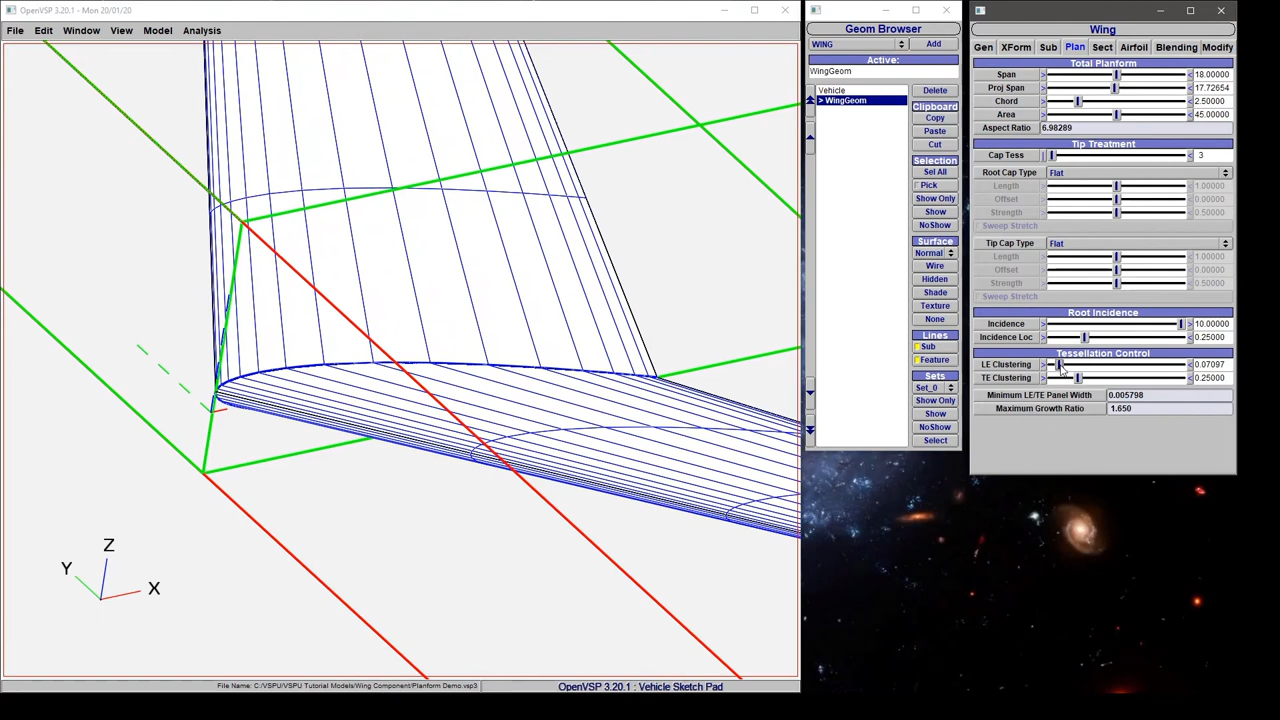 OpenVSP 3.20.1 - Mon 20/01/20
File Edit Window View Model Analysis
Z
Y
X
File Name: C:/VSPU/VSPU Tutorial Models/Wing Component/Planform Demo.vsp3
OpenVSP 3.20.1 : Vehicle Sketch Pad
Geom Browser
WING Add
Active:
WingGeom
Vehicle
> WingGeom
Delete
Clipboard
Copy
Paste
Cut
Selection
Sel All
Pick
Show Only
Show
NoShow
Surface
Normal
Wire
Hidden
Shade
Texture
None
Lines
Sub
Feature
Sets
Set_0
Show Only
Show
NoShow
Select
Wing
Gen XForm Sub Plan Sect Airfoil Blending Modify
Total Planform
Span > < 18.00000
Proj Span > < 17.72654
Chord > < 2.50000
Area > < 45.00000
Aspect Ratio 6.98289
Tip Treatment
Cap Tess | < 3
Root Cap Type Flat
Length > < 1.00000
Offset > < 0.00000
Strength > < 0.50000
Sweep Stretch
Tip Cap Type Flat
Length > < 1.00000
Offset > < 0.00000
Strength > < 0.50000
Sweep Stretch
Root Incidence
Incidence > > 10.00000
Incidence Loc > < 0.25000
Tessellation Control
LE Clustering > < 0.07097
TE Clustering > < 0.25000
Minimum LE/TE Panel Width 0.005798
Maximum Growth Ratio 1.650